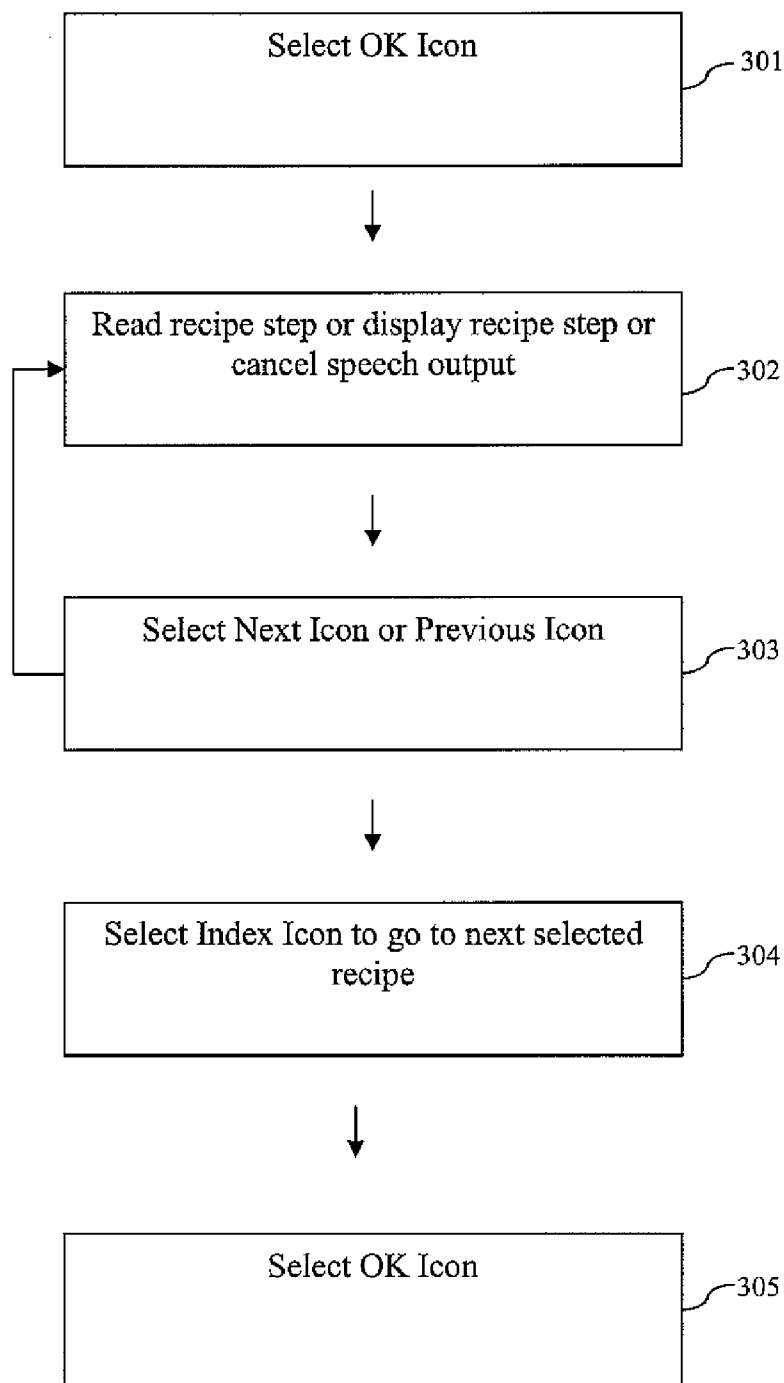 Select OK Icon
301
Read recipe step or display recipe step or
cancel speech output
302
Select Next Icon or Previous Icon
303
Select Index Icon to go to next selected
recipe
304
Select OK Icon
305